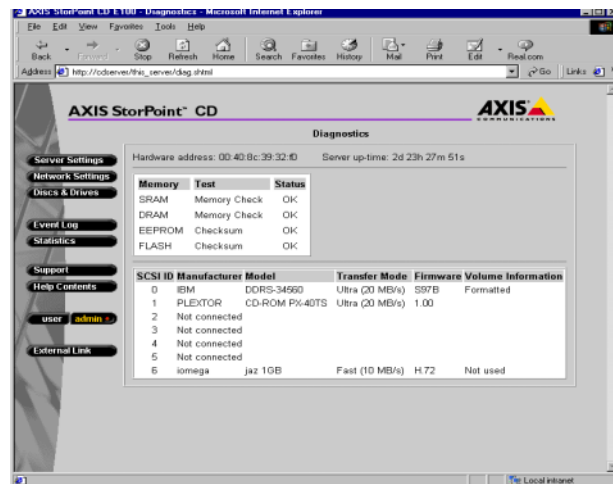 AXIS StorPoint CD E100 - Diagnostics - Microsoft Internet Explorer
File Edit View Favorites Tools Help
Back Forward Stop Refresh Home Search Favorites History Mail Print Edit Real.com
Address http://cdserver/this_server/diag.shtml Go Links
AXIS StorPoint™ CD
AXIS
COMMUNICATIONS
Diagnostics
Hardware address: 00:40:8c:39:32:f0 Server up-time: 2d 23h 27m 51s
Server Settings
Network Settings
Discs & Drives
Event Log
Statistics
Support
Help Contents
user admin
External Link
Memory Test Status
SRAM Memory Check OK
DRAM Memory Check OK
EEPROM Checksum OK
FLASH Checksum OK
SCSI ID Manufacturer Model Transfer Mode Firmware Volume Information
0 IBM DDRS-34560 Ultra (20 MB/s) S97B Formatted
1 PLEXTOR CD-ROM PX-40TS Ultra (20 MB/s) 1.00
2 Not connected
3 Not connected
4 Not connected
5 Not connected
6 iomega jaz 1GB Fast (10 MB/s) H.72 Not used
Local intranet